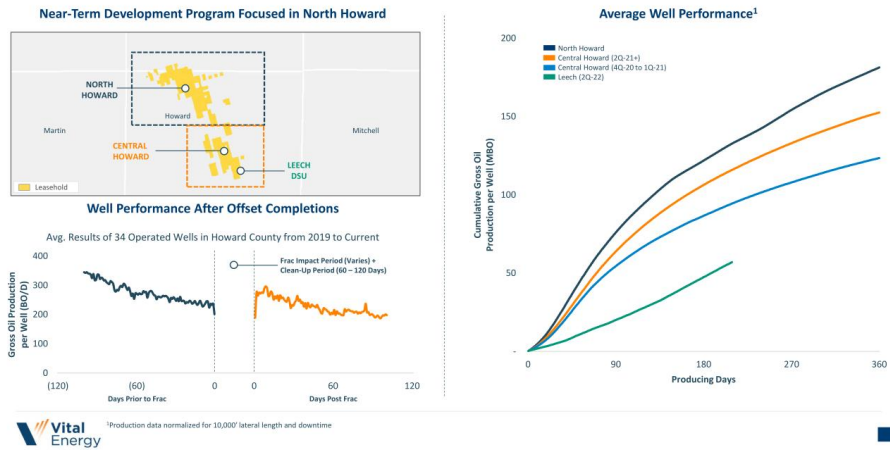 Near-Term Development Program Focused in North Howard
NORTH
HOWARD
Howard
Martin
Mitchell
CENTRAL
HOWARD
LEECH
DSU
Leasehold
Well Performance After Offset Completions
Avg. Results of 34 Operated Wells in Howard County from 2019 to Current
Gross Oil Production
per Well (BO/D)
400
300
200
100
0
Frac Impact Period (Varies) +
Clean-Up Period (60 – 120 Days)
(120)
(60)
0
0
60
120
Days Prior to Frac
Days Post Frac
Average Well Performance¹
Cumulative Gross Oil
Production per Well (MBO)
200
150
100
50
-
North Howard
Central Howard (2Q-21+)
Central Howard (4Q-20 to 1Q-21)
Leech (2Q-22)
0
90
180
270
360
Producing Days
Vital
Energy
¹Production data normalized for 10,000' lateral length and downtime